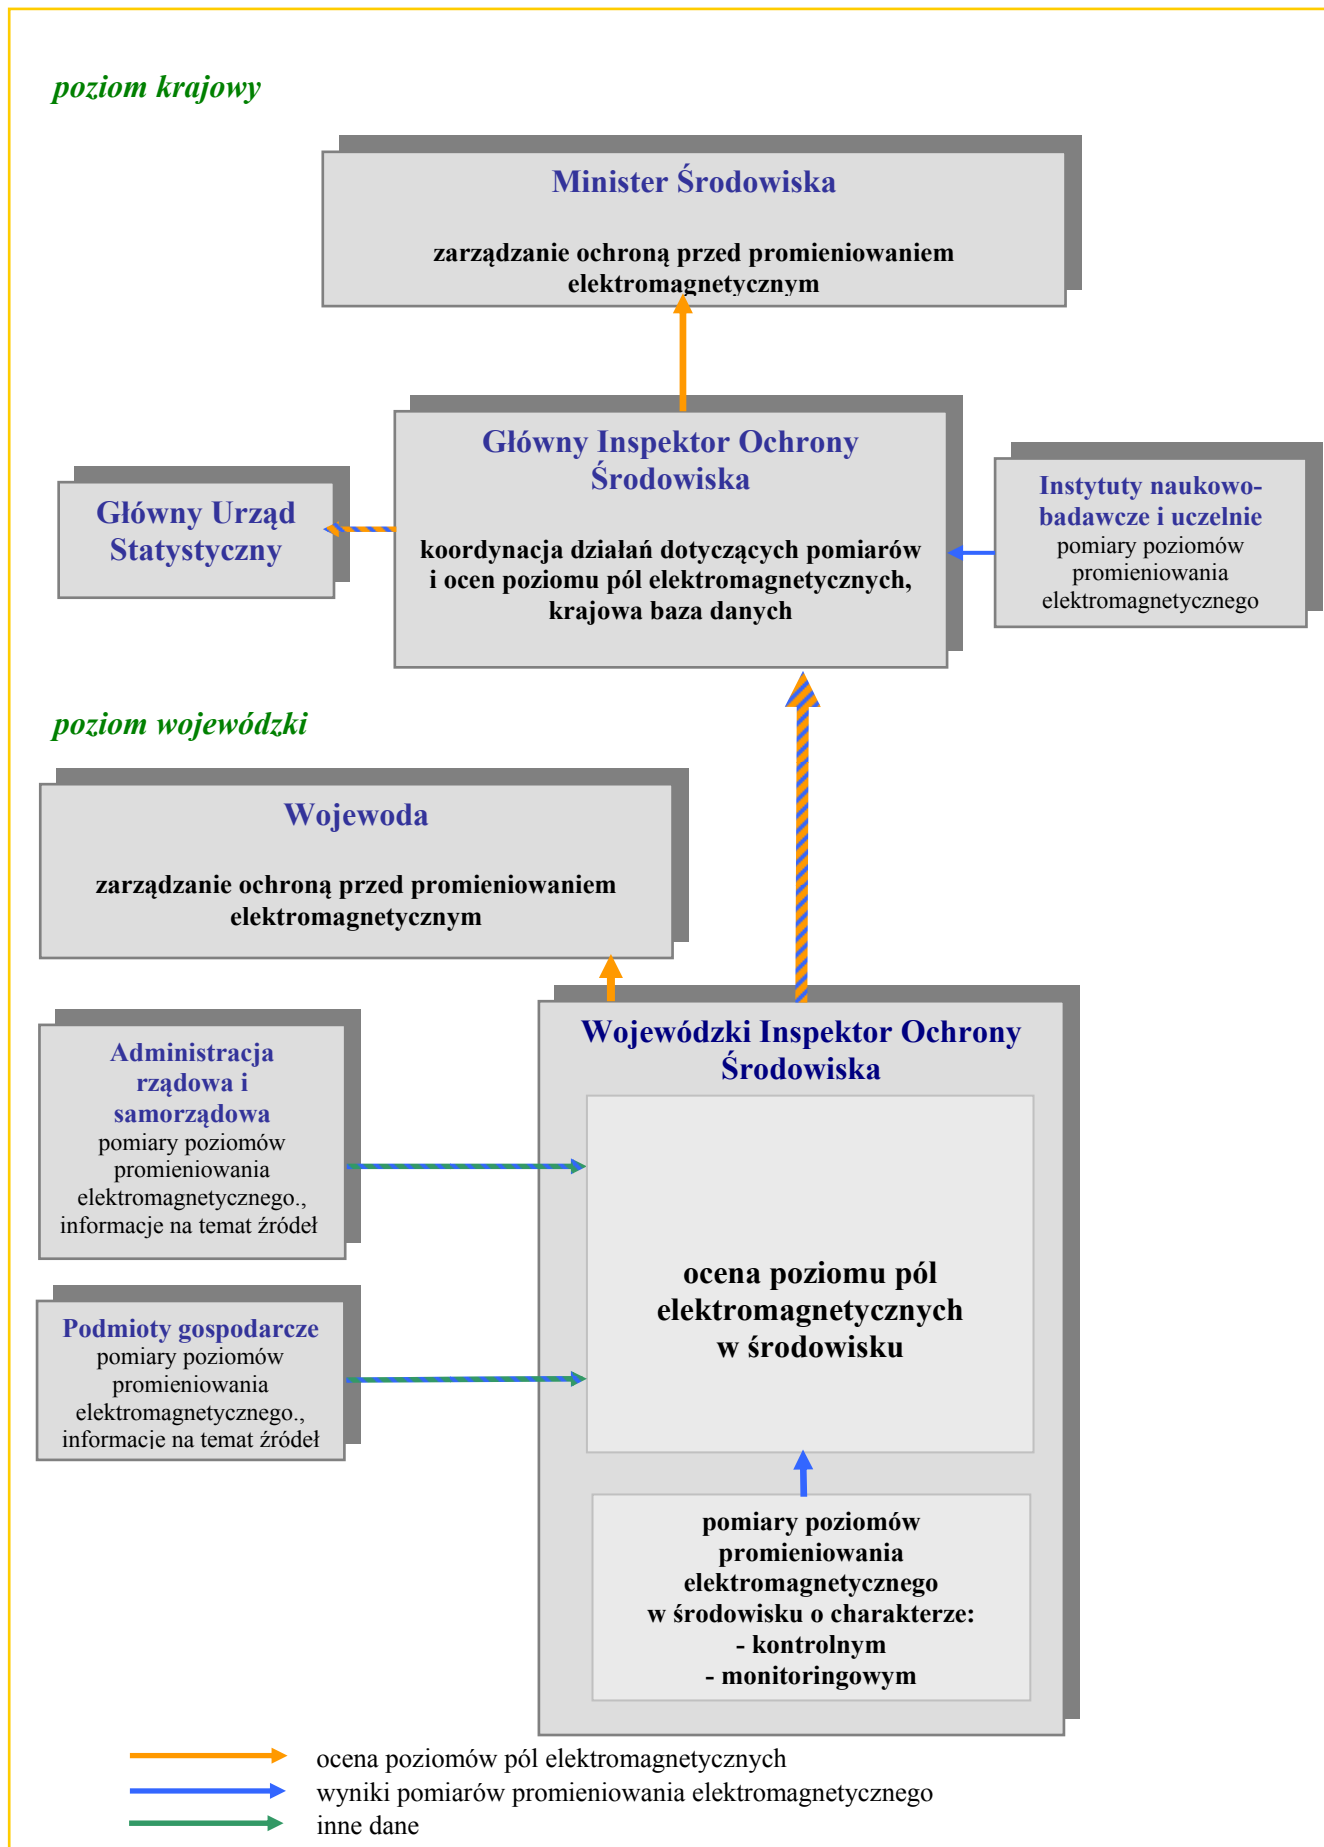 poziom krajowy
Minister Środowiska
zarządzanie ochroną przed promieniowaniem
elektromagnetycznym
Główny Inspektor Ochrony
Środowiska
koordynacja działań dotyczących pomiarów
i ocen poziomu pól elektromagnetycznych,
krajowa baza danych
Główny Urząd
Statystyczny
Instytuty naukowo-
badawcze i uczelnie
pomiary poziomów
promieniowania
elektromagnetycznego
poziom wojewódzki
Wojewoda
zarządzanie ochroną przed promieniowaniem
elektromagnetycznym
Administracja
rządowa i
samorządowa
pomiary poziomów
promieniowania
elektromagnetycznego.,
informacje na temat źródeł
Podmioty gospodarcze
pomiary poziomów
promieniowania
elektromagnetycznego.,
informacje na temat źródeł
Wojewódzki Inspektor Ochrony
Środowiska
ocena poziomu pól
elektromagnetycznych
w środowisku
pomiary poziomów
promieniowania
elektromagnetycznego
w środowisku o charakterze:
- kontrolnym
- monitoringowym
ocena poziomów pól elektromagnetycznych
wyniki pomiarów promieniowania elektromagnetycznego
inne dane